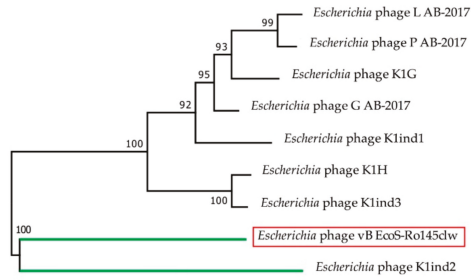 99
Escherichia phage L AB-2017
Escherichia phage P AB-2017
93
Escherichia phage K1G
95
Escherichia phage G AB-2017
92
Escherichia phage K1ind1
100
Escherichia phage K1H
100
Escherichia phage K1ind3
100
Escherichia phage vB EcoS-Ro145clw
Escherichia phage K1ind2